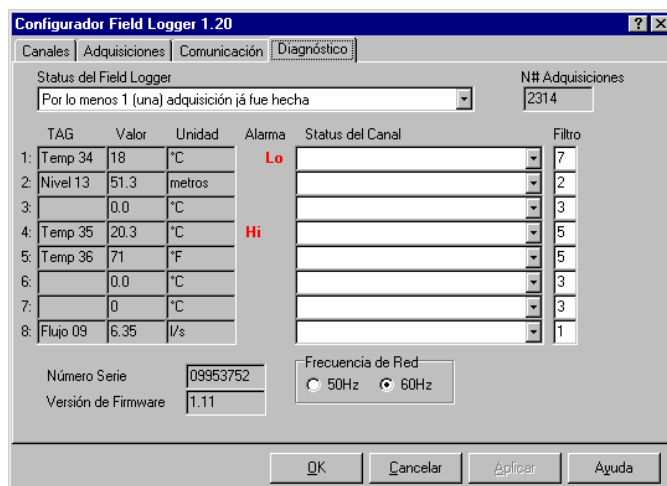 Configurador Field Logger 1.20
Canales Adquisiciones Comunicación Diagnóstico
Status del Field Logger N# Adquisiciones
Por lo menos 1 (una) adquisición já fue hecha 2314
TAG Valor Unidad Alarma Status del Canal Filtro
1: Temp 34 18 °C Lo 7
2: Nivel 13 51.3 metros 2
3: 0.0 °C 3
4: Temp 35 20.3 °C Hi 5
5: Temp 36 71 °F 5
6: 0.0 °C 3
7: 0 °C 3
8: Flujo 09 6.35 l/s 1
Número Serie 09953752
Versión de Firmware 1.11
Frecuencia de Red
50Hz 60Hz
OK Cancelar Aplicar Ayuda